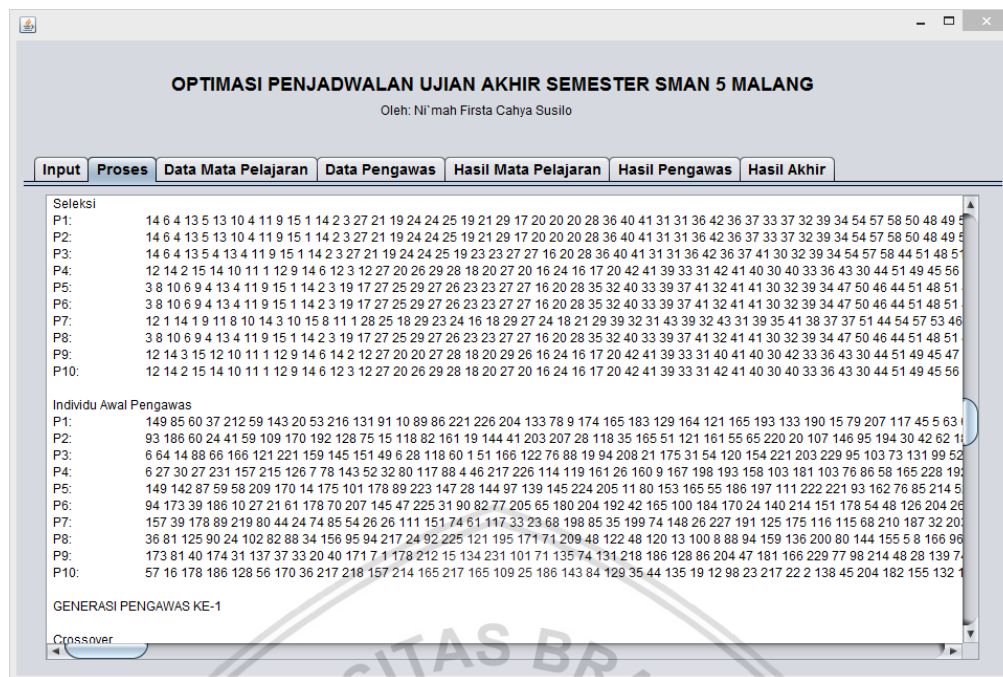 OPTIMASI PENJADWALAN UJIAN AKHIR SEMESTER SMAN 5 MALANG
Oleh: Ni`mah Firsta Cahya Susilo
Input Proses Data Mata Pelajaran Data Pengawas Hasil Mata Pelajaran Hasil Pengawas Hasil Akhir
Seleksi
P1: 14 6 4 13 5 13 10 4 11 9 15 1 14 2 3 27 21 19 24 24 25 19 21 29 17 20 20 20 28 36 40 41 31 31 36 42 36 37 33 37 32 39 34 54 57 58 50 48 49
P2: 14 6 4 13 5 13 10 4 11 9 15 1 14 2 3 27 21 19 24 24 25 19 21 29 17 20 20 20 28 36 40 41 31 31 36 42 36 37 33 37 32 39 34 54 57 58 50 48 49
P3: 14 6 4 13 5 4 13 4 11 9 15 1 14 2 3 27 21 19 24 24 25 19 23 23 27 27 16 20 28 36 40 41 31 31 36 42 36 37 41 30 32 39 34 54 57 58 44 51 48
P4: 12 14 2 15 14 10 11 1 12 9 14 6 12 3 12 27 20 26 29 28 18 20 27 20 16 24 16 17 20 42 41 39 33 31 42 41 40 30 40 33 36 43 30 44 51 49 45 56
P5: 3 8 10 6 9 4 13 4 11 9 15 1 14 2 3 19 17 27 25 29 27 26 23 23 27 27 16 20 28 35 32 40 33 39 37 41 32 41 41 30 32 39 34 47 50 46 44 51 48 51
P6: 3 8 10 6 9 4 13 4 11 9 15 1 14 2 3 19 17 27 25 29 27 26 23 23 27 27 16 20 28 35 32 40 33 39 37 41 32 41 41 30 32 39 34 47 50 46 44 51 48 51
P7: 12 1 14 1 9 11 8 10 14 3 10 15 8 11 1 28 25 18 29 23 24 16 18 29 27 24 18 21 29 39 32 31 43 39 32 43 31 39 35 41 38 37 37 51 44 54 57 53 46
P8: 3 8 10 6 9 4 13 4 11 9 15 1 14 2 3 19 17 27 25 29 27 26 23 23 27 27 16 20 28 35 32 40 33 39 37 41 32 41 41 30 32 39 34 47 50 46 44 51 48 51
P9: 12 14 3 15 12 10 11 1 12 9 14 6 14 2 12 27 20 20 27 28 18 20 29 26 16 24 16 17 20 42 41 39 33 31 40 41 40 30 42 33 36 43 30 44 51 49 45 47
P10: 12 14 2 15 14 10 11 1 12 9 14 6 12 3 12 27 20 26 29 28 18 20 27 20 16 24 16 17 20 42 41 39 33 31 42 41 40 30 40 33 36 43 30 44 51 49 45 56
Individu Awal Pengawas
P1: 149 85 60 37 212 59 143 20 53 216 131 91 10 89 86 221 226 204 133 78 9 174 165 183 129 164 121 165 193 133 190 15 79 207 117 45 5 63
P2: 93 186 60 24 41 59 109 170 192 128 75 15 118 82 161 19 144 41 203 207 28 118 35 165 51 121 161 55 65 220 20 107 146 95 194 30 42 62
P3: 6 64 14 88 66 166 121 221 159 145 151 49 6 28 118 60 1 51 166 122 76 88 19 94 208 21 175 31 54 120 154 221 203 229 95 103 73 131 99 52
P4: 6 27 30 27 231 157 215 126 7 78 143 52 32 80 117 88 4 46 217 226 114 119 161 26 160 9 167 198 193 158 103 181 103 76 86 58 165 228
P5: 149 142 87 59 58 209 170 14 175 101 178 89 223 147 28 144 97 139 145 224 205 11 80 153 165 55 186 197 111 222 221 93 162 76 85 214
P6: 94 173 39 186 10 27 21 61 178 70 207 145 47 225 31 90 82 77 205 65 180 204 192 42 165 100 184 170 24 140 214 151 178 54 48 126 204
P7: 157 39 178 89 219 80 44 24 74 85 54 26 26 111 151 74 61 117 33 23 68 198 85 35 199 74 148 26 227 191 125 175 116 115 68 210 187 32
P8: 36 81 125 90 24 102 82 88 34 156 95 94 217 24 92 225 121 195 171 71 209 48 122 48 120 13 100 8 88 94 159 136 200 80 144 155 5 8 166 96
P9: 173 81 40 174 31 137 37 33 20 40 171 7 1 178 212 15 134 231 101 71 135 74 131 218 186 128 86 204 47 181 166 229 77 98 214 48 28 139
P10: 57 16 178 186 128 56 170 36 217 218 157 214 165 217 165 109 25 186 143 84 129 35 44 135 19 12 98 23 217 22 2 138 45 204 182 155 132
GENERASI PENGAWAS KE-1
Crossover